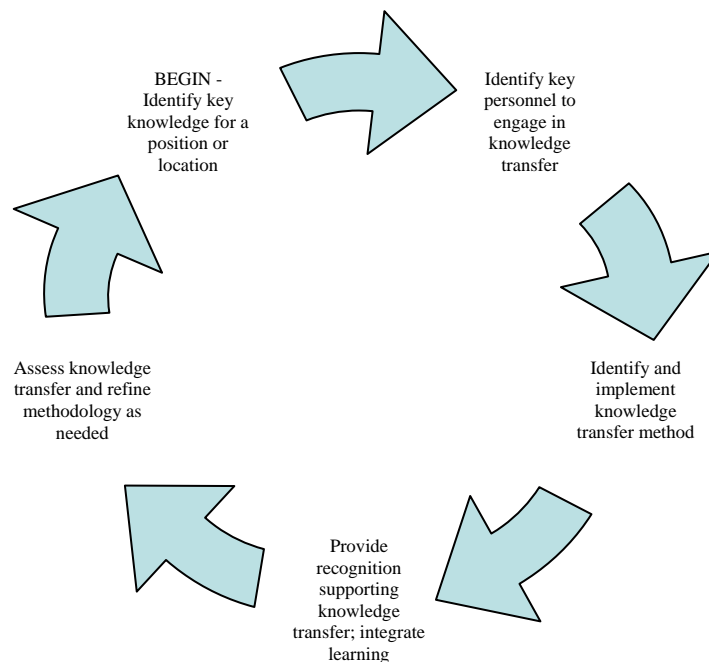 BEGIN -
Identify key
knowledge for a
position or
location
Identify key
personnel to
engage in
knowledge
transfer
Identify and
implement
knowledge
transfer method
Provide
recognition
supporting
knowledge
transfer; integrate
learning
Assess knowledge
transfer and refine
methodology as
needed